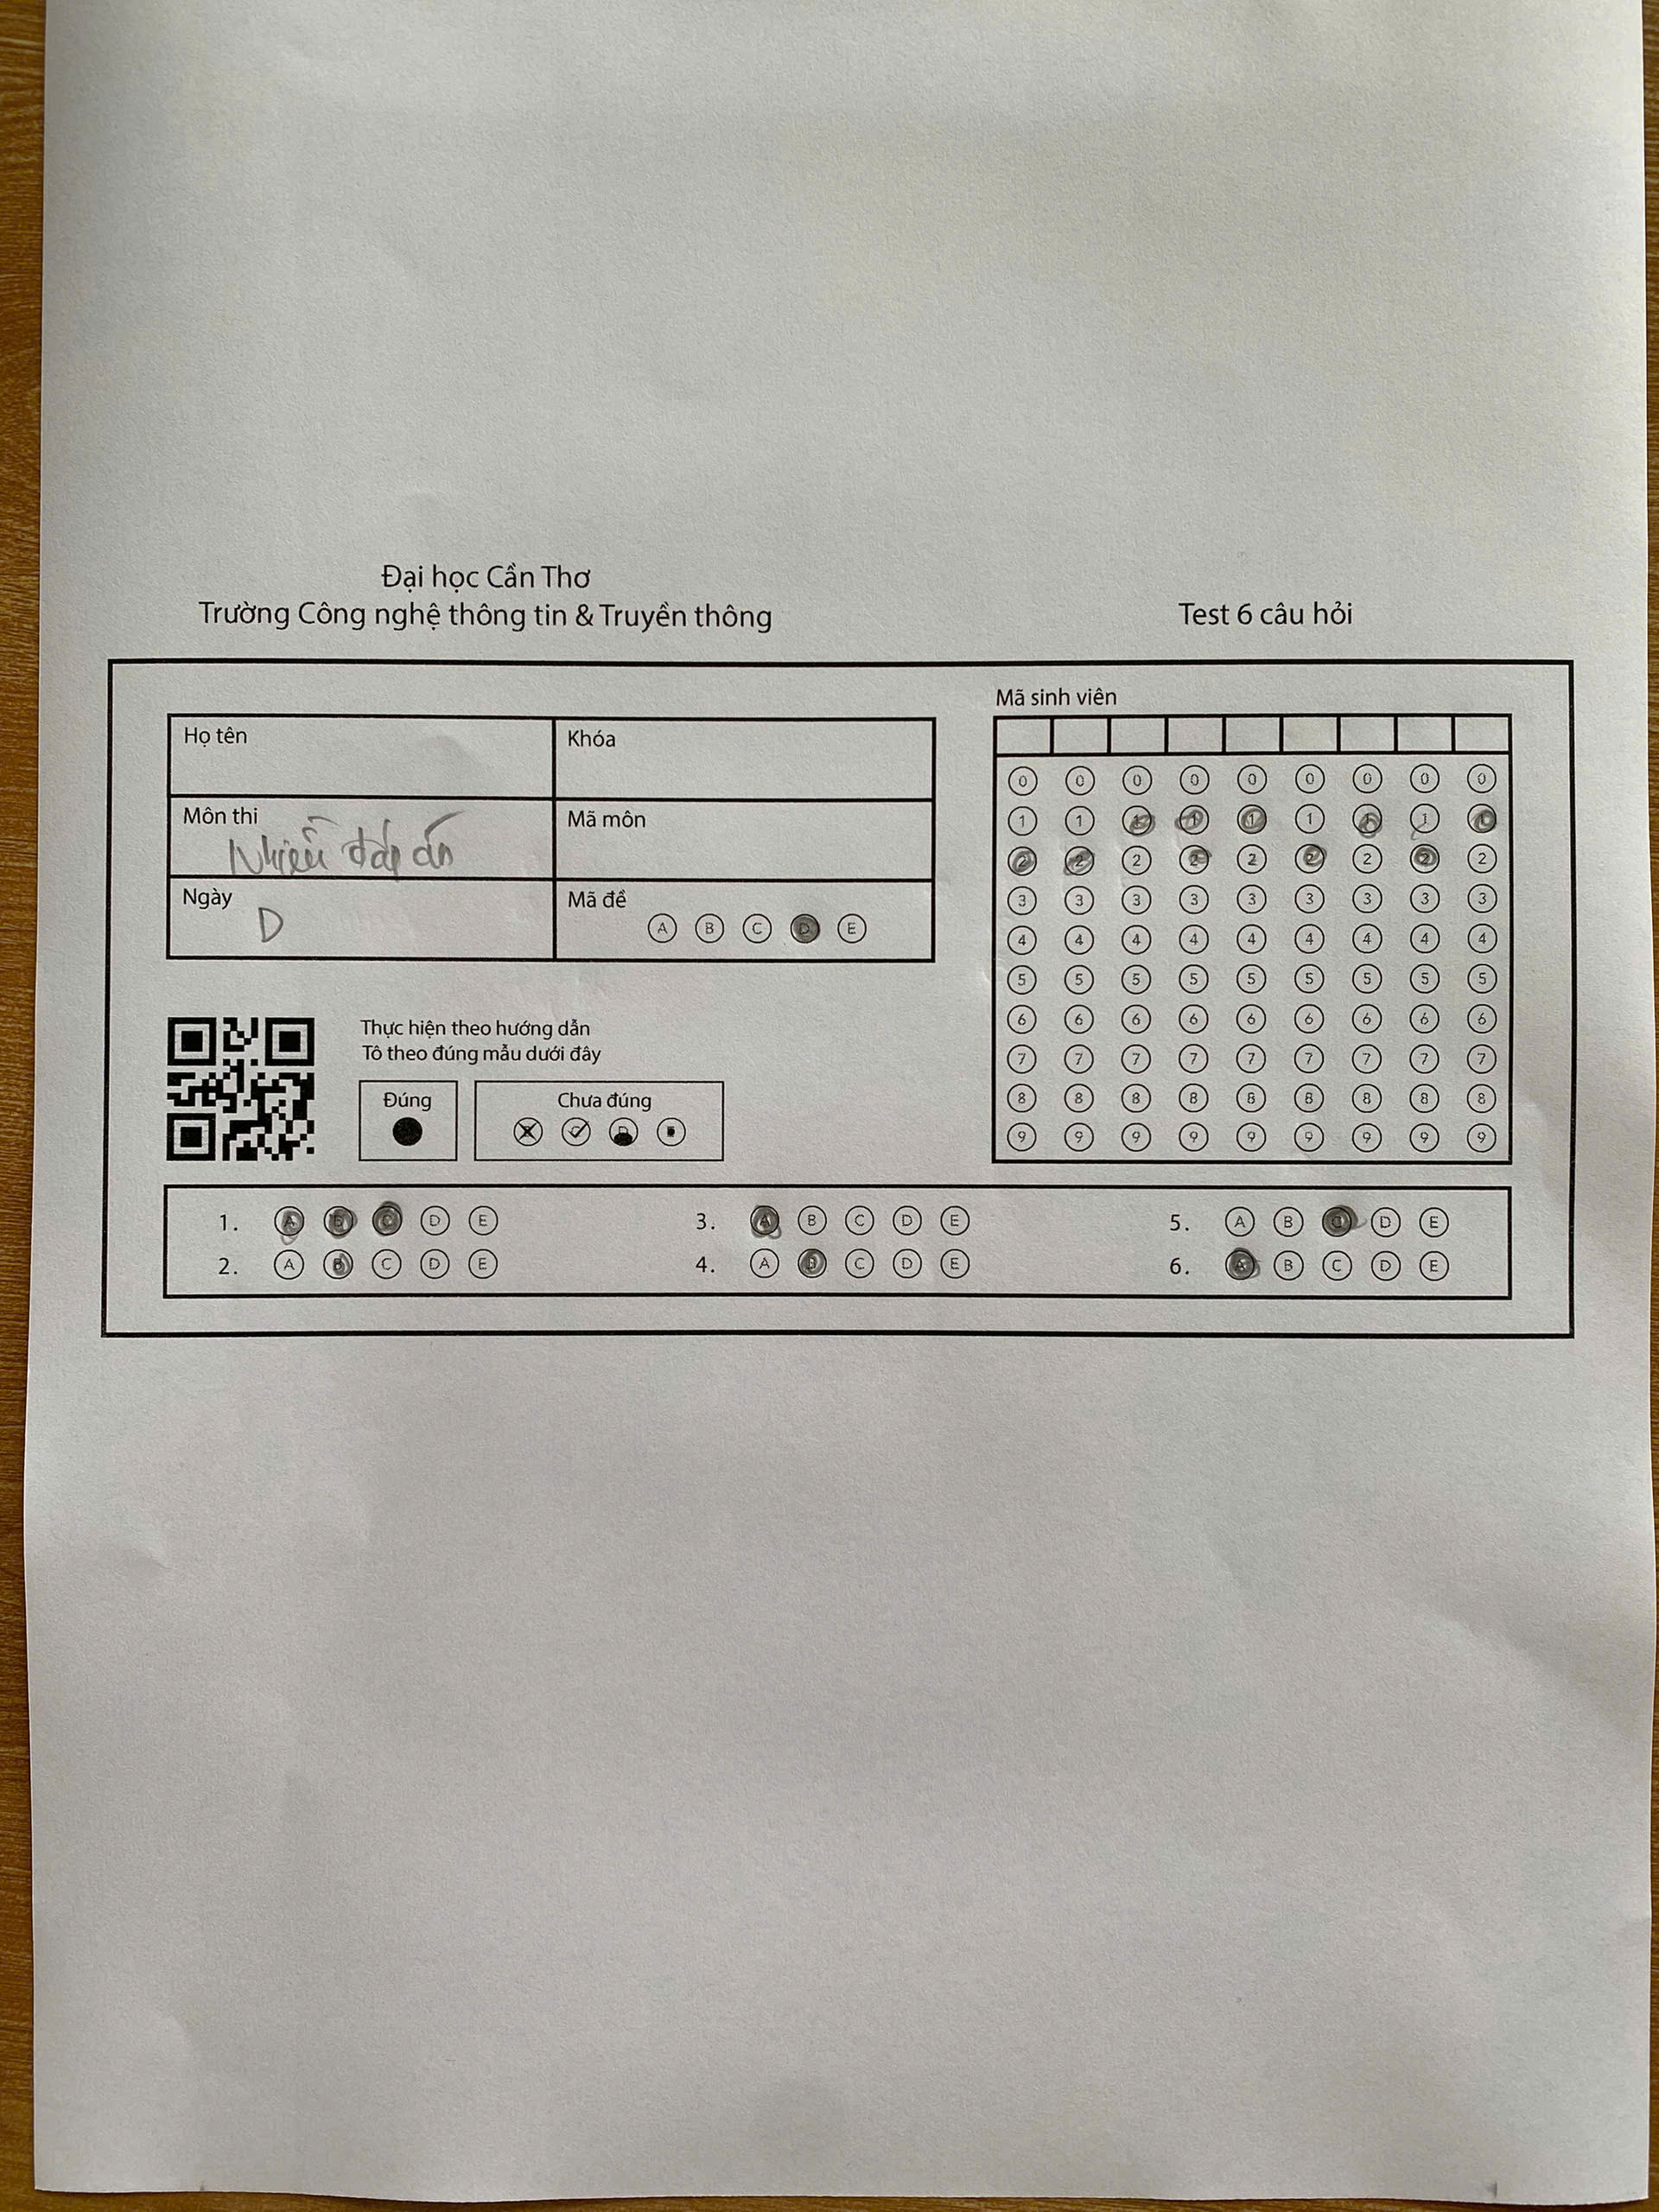 Đại học Cần Thơ
Trường Công nghệ thông tin & Truyền thông
Test 6 câu hỏi
Họ tên
Khóa
Môn thi
Nhiều đáp án
Mã môn
Ngày
D
Mã đề
A B C D E
Mã sinh viên
0 0 0 0 0 0 0 0 0
1 1 1 1 1 1 1 1 1
2 2 2 2 2 2 2 2 2
3 3 3 3 3 3 3 3 3
4 4 4 4 4 4 4 4 4
5 5 5 5 5 5 5 5 5
6 6 6 6 6 6 6 6 6
7 7 7 7 7 7 7 7 7
8 8 8 8 8 8 8 8 8
9 9 9 9 9 9 9 9 9
Thực hiện theo hướng dẫn
Tô theo đúng mẫu dưới đây
Đúng
Chưa đúng
1. A B C D E
2. A B C D E
3. A B C D E
4. A B C D E
5. A B C D E
6. A B C D E